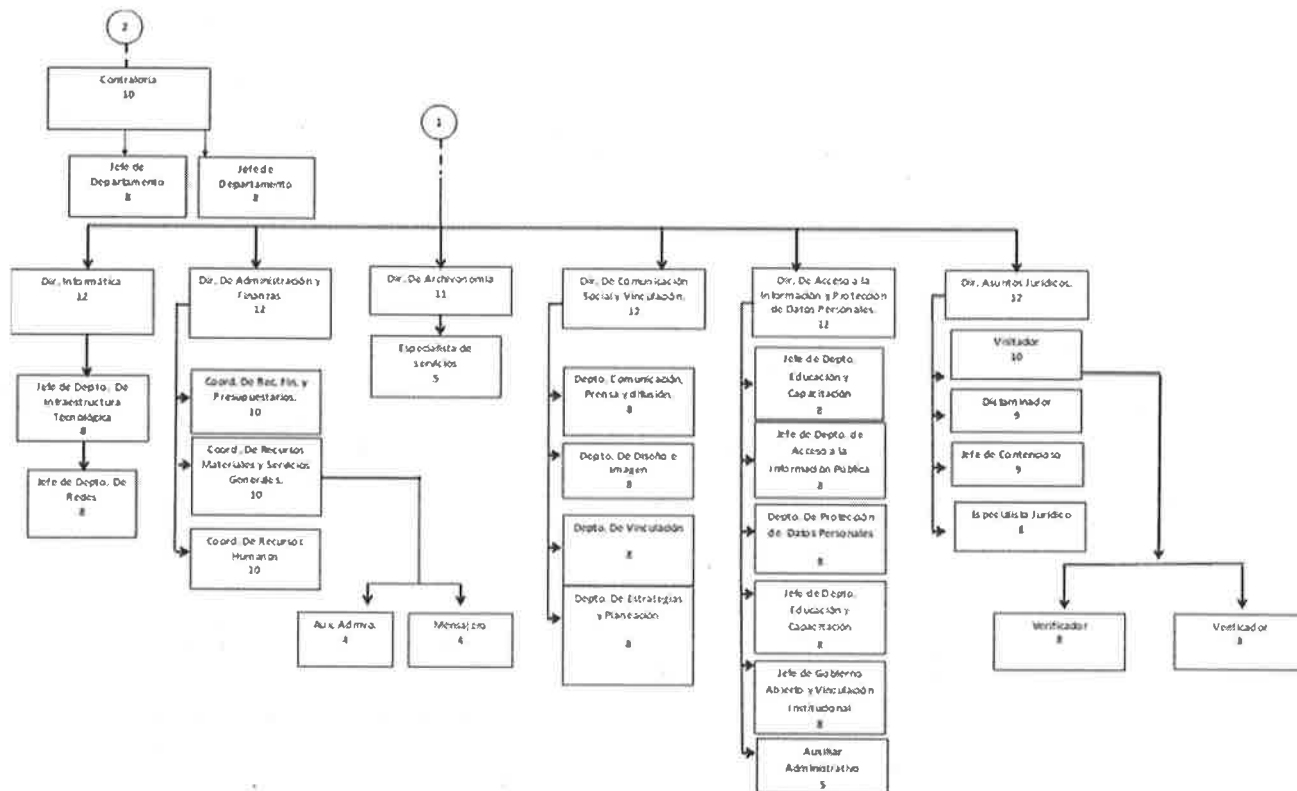 2
Contraloría
10
1
Jefe de
Departamento
8
Jefe de
Departamento
8
Dir. Informática
12
Jefe de Depto. De
Infraestructura
Tecnológica
8
Jefe de Depto. De
Redes
8
Dir. De Administración y
Finanzas
12
Coord. De Rec. Fin. y
Presupuestarios.
10
Coord. De Recursos
Materiales y Servicios
Generales.
10
Coord. De Recursos
Humanos
10
Aux. Admvo.
4
Mensajero
4
Dir. De Archivonomía
11
Especialista de
servicios
5
Dir. De Comunicación
Social y Vinculación.
12
Depto. Comunicación,
Prensa y difusión.
8
Depto. De Diseño e
Imagen
8
Depto. De Vinculación
8
Depto. De Estrategias
y Planeación
8
Dir. De Acceso a la
Información y Protección
de Datos Personales.
12
Jefe de Depto.
Educación y
Capacitación
8
Jefe de Depto. de
Acceso a la
Información Pública
8
Depto. De Protección
de Datos Personales
8
Jefe de Depto.
Educación y
Capacitación
8
Jefe de Gobierno
Abierto y Vinculación
Institucional
8
Auxiliar
Administrativo
5
Dir. Asuntos Jurídicos.
12
Visitador
10
Dictaminador
9
Jefe de Contencioso
9
Especialista Jurídico
Verificador
8
Verificador
8